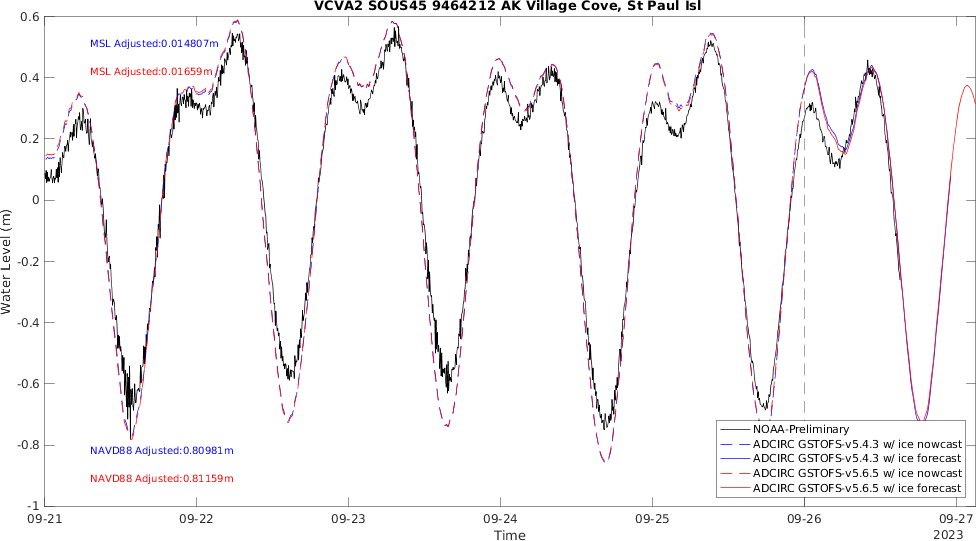 VCVA2 SOUS45 9464212 AK Village Cove, St Paul Isl
0.6
MSL Adjusted:0.014807m
MSL Adjusted:0.01659m
0.4
0.2
0
-0.2
-0.4
-0.6
-0.8
-1
Water Level (m)
NAVD88 Adjusted:0.80981m
NAVD88 Adjusted:0.81159m
NOAA-Preliminary
ADCIRC GSTOFS-v5.4.3 w/ ice nowcast
ADCIRC GSTOFS-v5.4.3 w/ ice forecast
ADCIRC GSTOFS-v5.6.5 w/ ice nowcast
ADCIRC GSTOFS-v5.6.5 w/ ice forecast
09-21 09-22 09-23 09-24 09-25 09-26 09-27
Time
2023